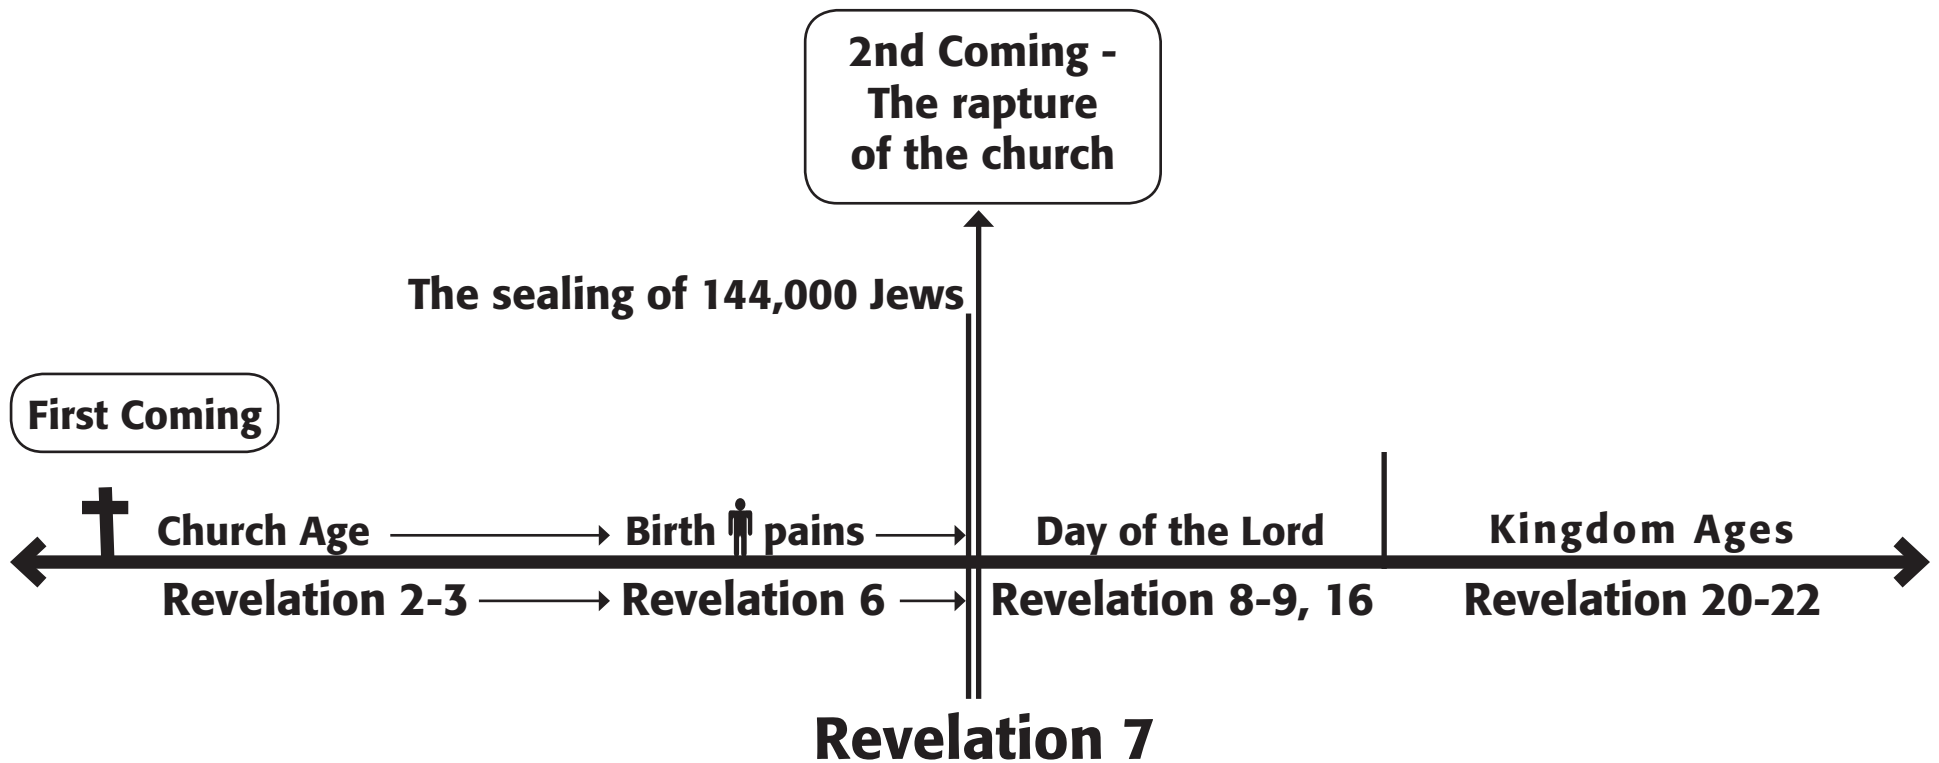 2nd Coming -
The rapture
of the church
The sealing of 144,000 Jews
First Coming
Church Age
Birth pains
Day of the Lord
Kingdom Ages
Revelation 2-3
Revelation 6
Revelation 8-9, 16
Revelation 20-22
Revelation 7